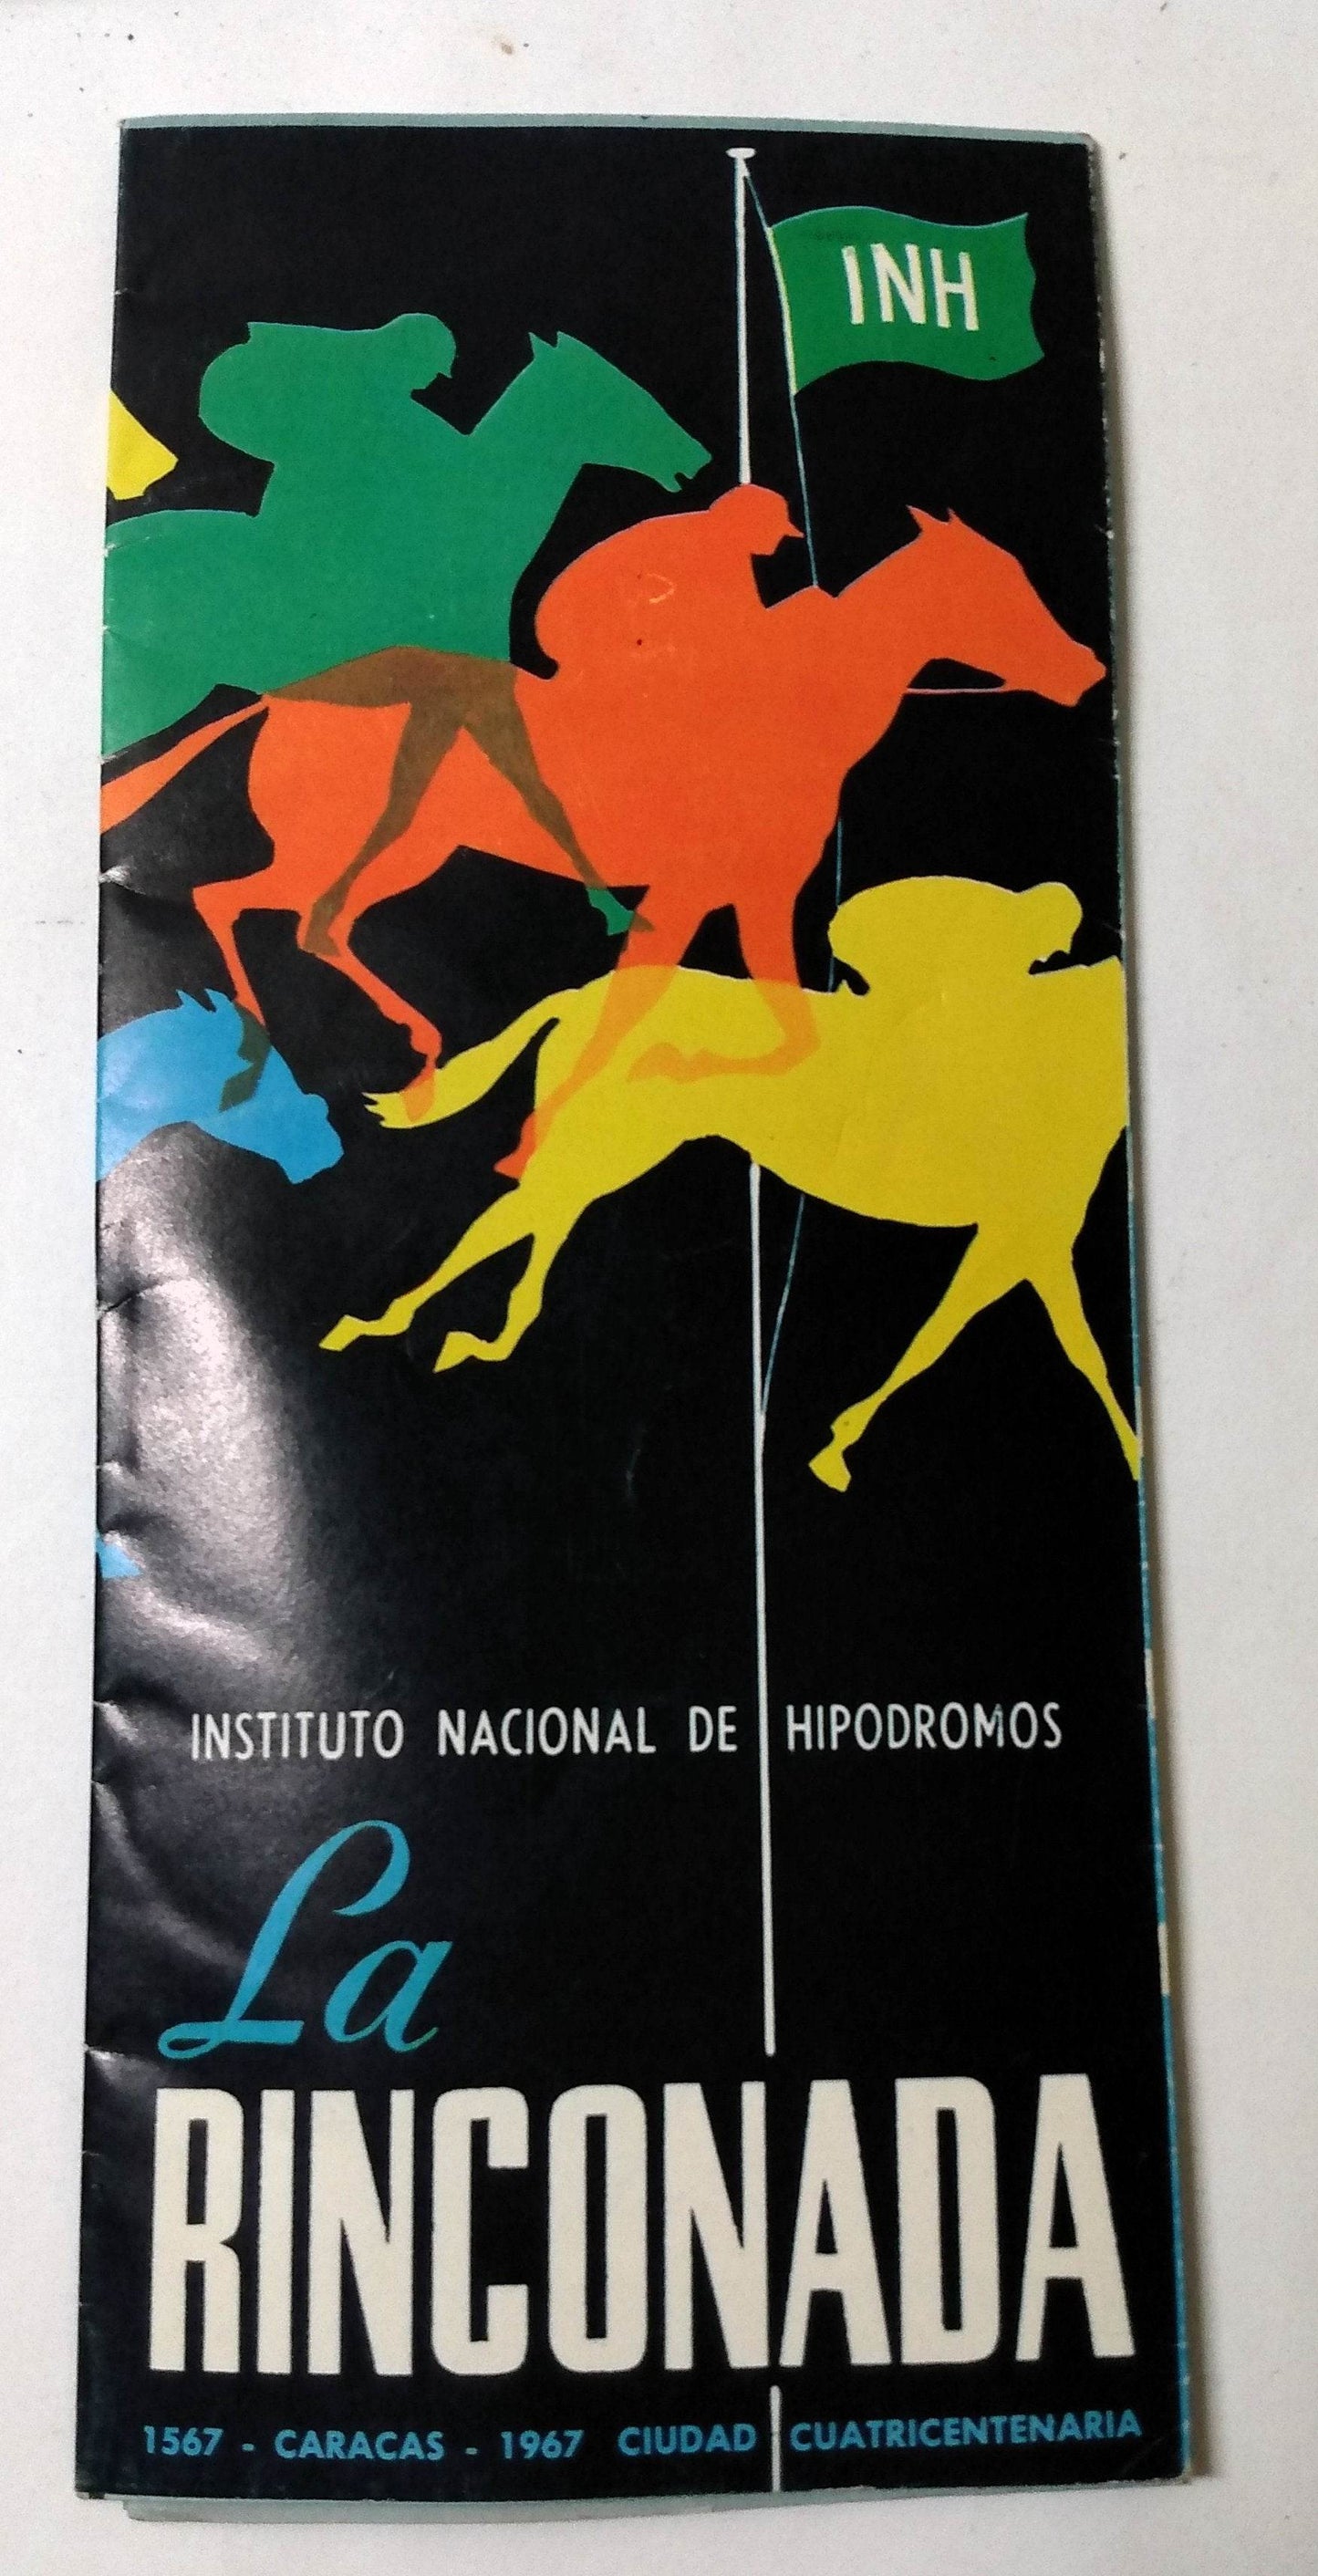 INH
INSTITUTO NACIONAL DE HIPODROMOS
La
RINCONADA
1567 - CARACAS - 1967 CIUDAD CUATRICENTENARIA